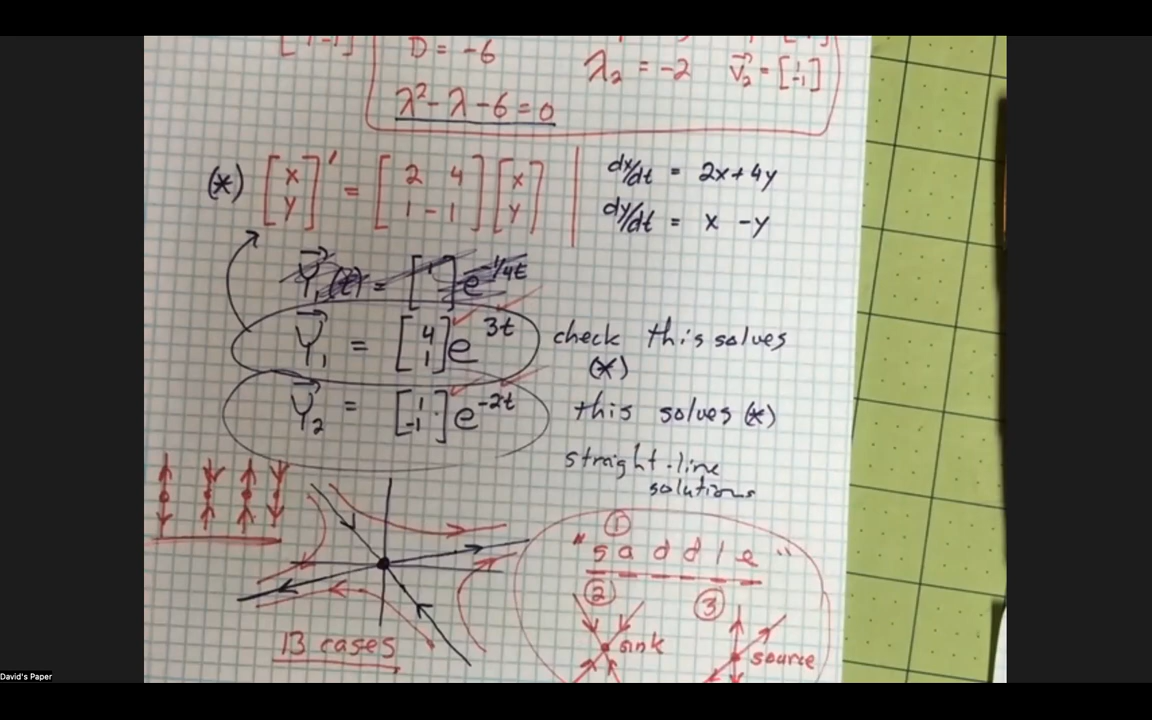 D = -6
λ₂ = -2 v⃗₂ = [1 -1]
λ² - λ - 6 = 0
(*) [x y]' = [2 4 1 -1] [x y]
dx/dt = 2x + 4y
dy/dt = x - y
Y⃗₁ = [4 1] e^3t check this solves
(*)
Y⃗₂ = [1 -1] e^-2t this solves (*)
straight-line
solutions
①
"saddle"
② ③
sink source
13 cases
David's Paper